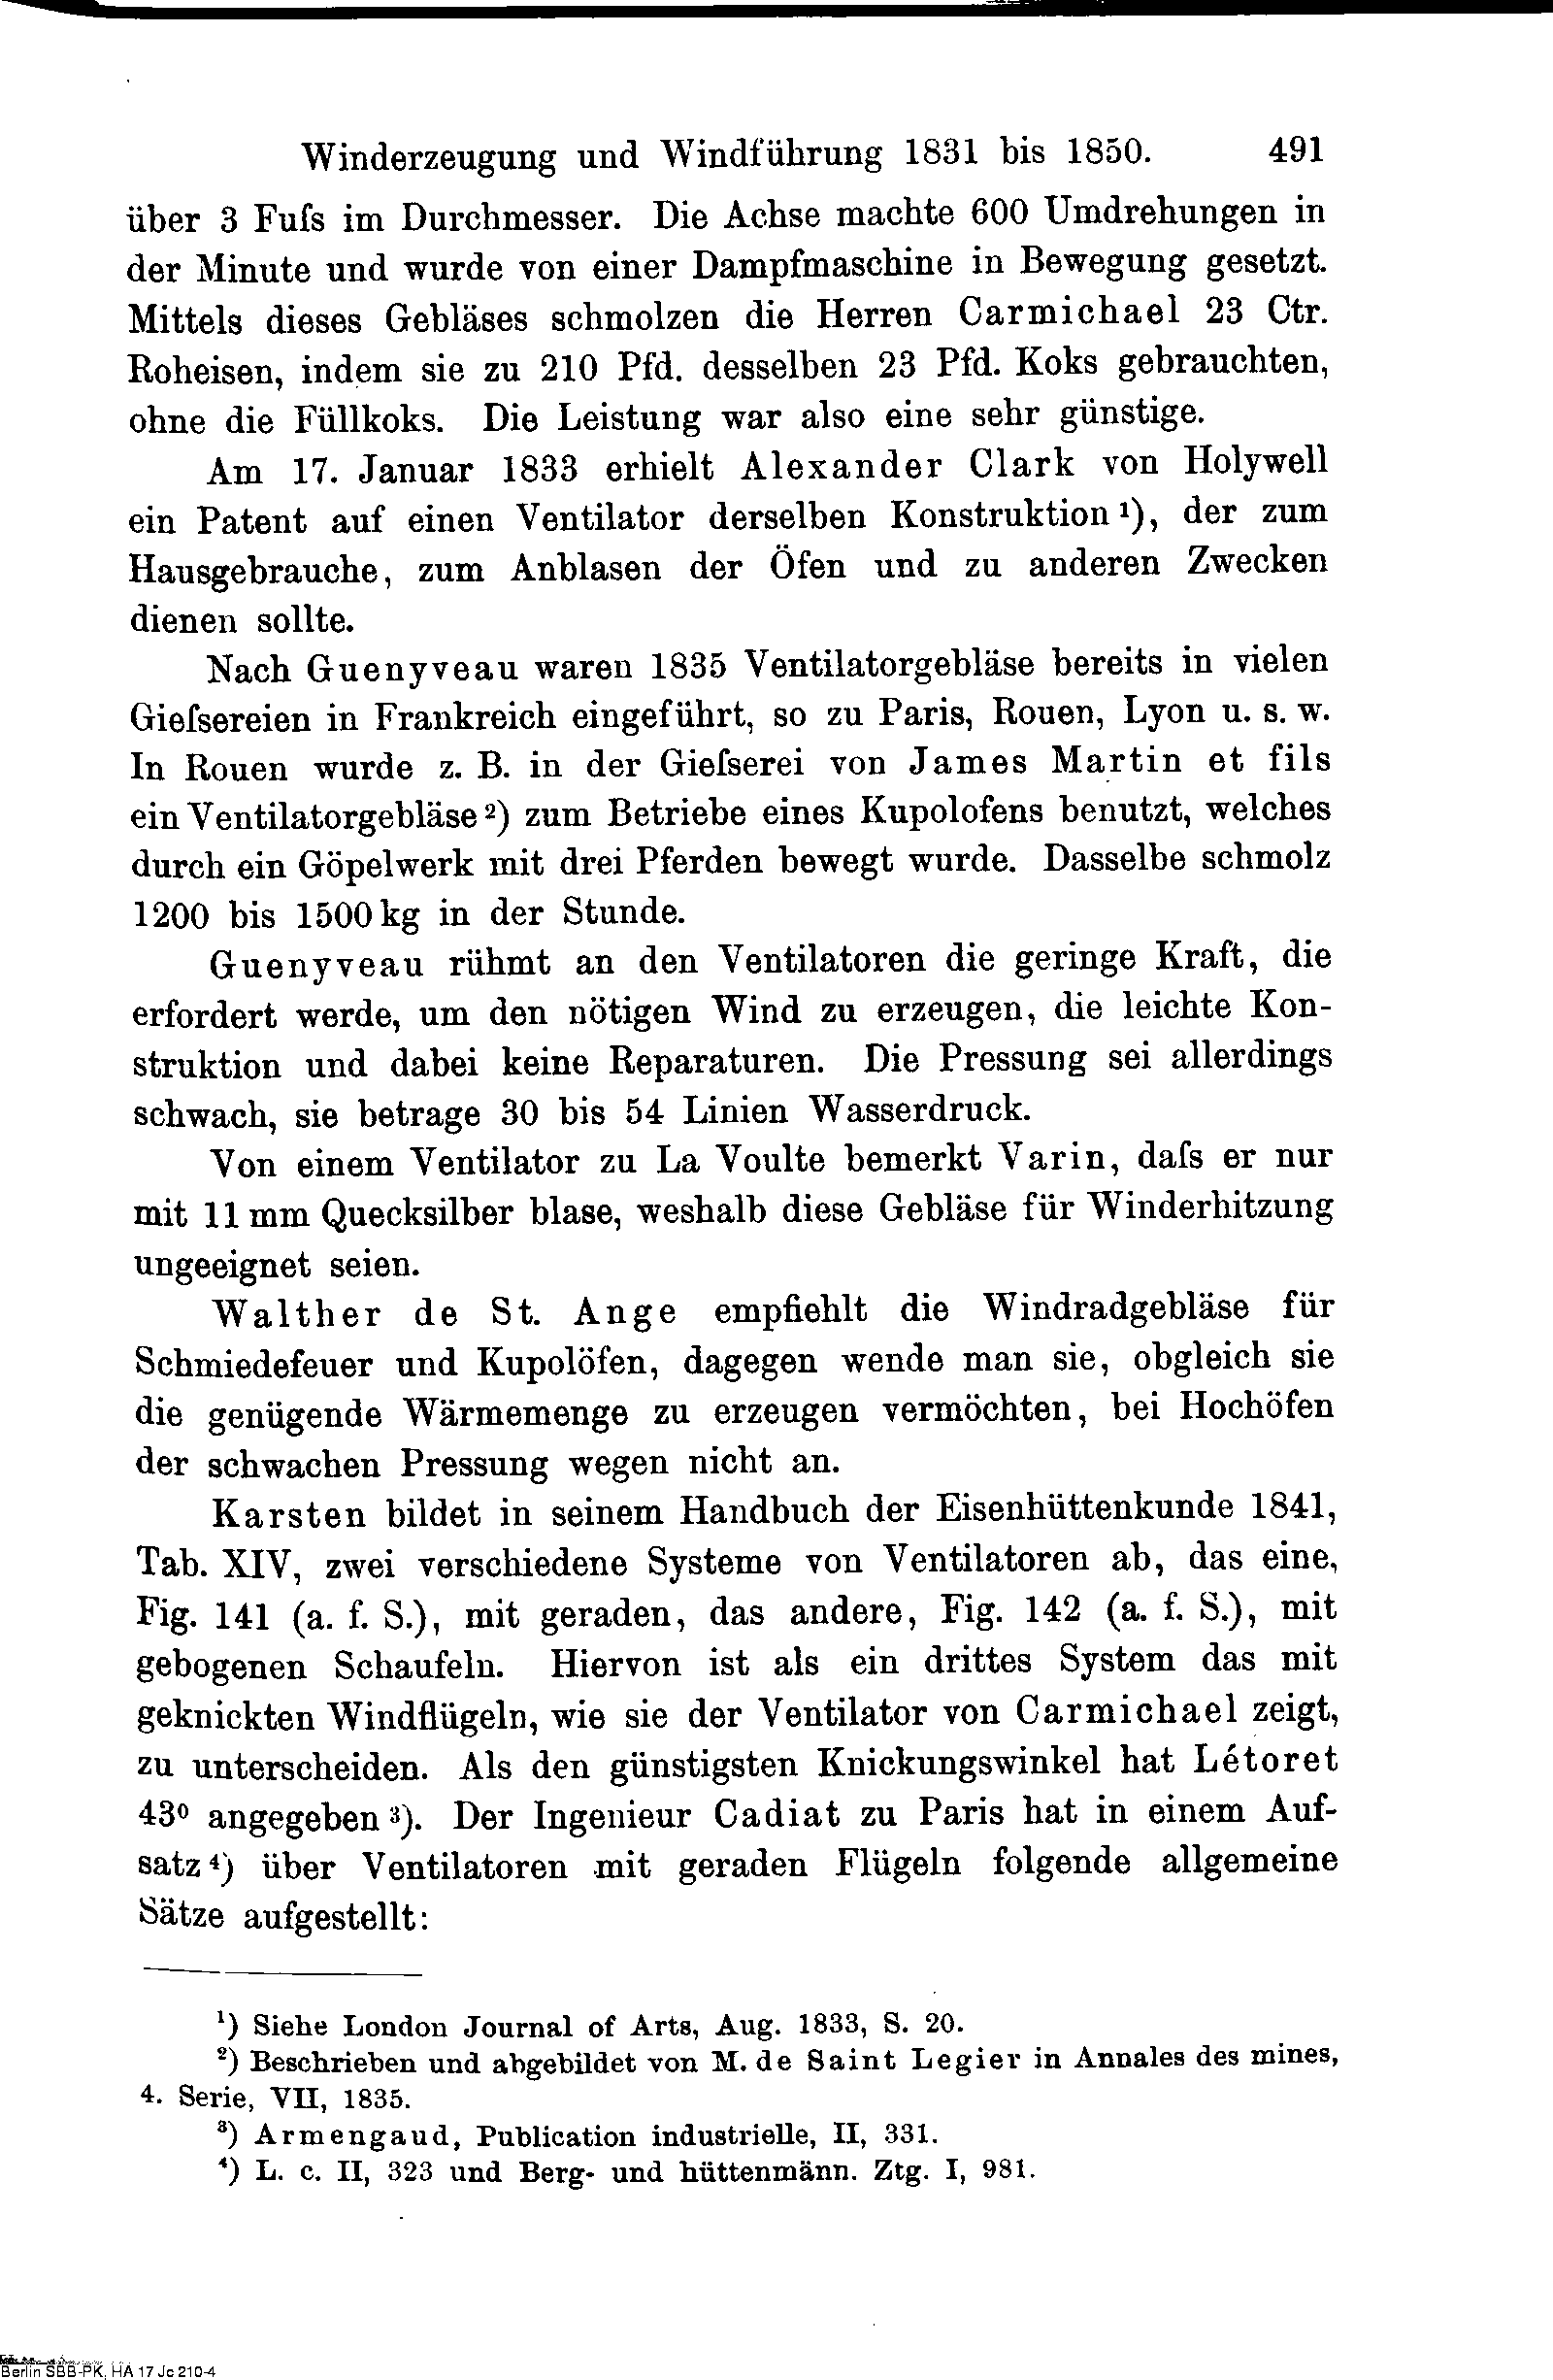 Winderzeugung und Windführung 1831 bis 1850. 491
über 3 Fuſs im Durchmesser. Die Achse machte 600 Umdrehungen in
der Minute und wurde von einer Dampfmaschine in Bewegung gesetzt.
Mittels dieses Gebläses schmolzen die Herren Carmichael 23 Ctr.
Roheisen, indem sie zu 210 Pfd. desselben 23 Pfd. Koks gebrauchten,
ohne die Füllkoks. Die Leistung war also eine sehr günstige.
Am 17. Januar 1833 erhielt Alexander Clark von Holywell
ein Patent auf einen Ventilator derselben Konstruktion ¹), der zum
Hausgebrauche, zum Anblasen der Öfen und zu anderen Zwecken
dienen sollte.
Nach Guenyveau waren 1835 Ventilatorgebläse bereits in vielen
Gieſsereien in Frankreich eingeführt, so zu Paris, Rouen, Lyon u. s. w.
In Rouen wurde z. B. in der Gieſserei von James Martin et fils
ein Ventilatorgebläse ²) zum Betriebe eines Kupolofens benutzt, welches
durch ein Göpelwerk mit drei Pferden bewegt wurde. Dasselbe schmolz
1200 bis 1500 kg in der Stunde.
Guenyveau rühmt an den Ventilatoren die geringe Kraft, die
erfordert werde, um den nötigen Wind zu erzeugen, die leichte Kon-
struktion und dabei keine Reparaturen. Die Pressung sei allerdings
schwach, sie betrage 30 bis 54 Linien Wasserdruck.
Von einem Ventilator zu La Voulte bemerkt Varin, daſs er nur
mit 11 mm Quecksilber blase, weshalb diese Gebläse für Winderhitzung
ungeeignet seien.
Walther de St. Ange empfiehlt die Windradgebläse für
Schmiedefeuer und Kupolöfen, dagegen wende man sie, obgleich sie
die genügende Wärmemenge zu erzeugen vermöchten, bei Hochöfen
der schwachen Pressung wegen nicht an.
Karsten bildet in seinem Handbuch der Eisenhüttenkunde 1841,
Tab. XIV, zwei verschiedene Systeme von Ventilatoren ab, das eine,
Fig. 141 (a. f. S.), mit geraden, das andere, Fig. 142 (a. f. S.), mit
gebogenen Schaufeln. Hiervon ist als ein drittes System das mit
geknickten Windflügeln, wie sie der Ventilator von Carmichael zeigt,
zu unterscheiden. Als den günstigsten Knickungswinkel hat Létoret
43⁰ angegeben ³). Der Ingenieur Cadiat zu Paris hat in einem Auf-
satz ⁴) über Ventilatoren mit geraden Flügeln folgende allgemeine
Sätze aufgestellt:
¹) Siehe London Journal of Arts, Aug. 1833, S. 20.
²) Beschrieben und abgebildet von M. de Saint Legier in Annales des mines,
4. Serie, VII, 1835.
³) Armengaud, Publication industrielle, II, 331.
⁴) L. c. II, 323 und Berg- und hüttenmänn. Ztg. I, 981.
Berlin SBB-PK, HA 17 Jc 210-4